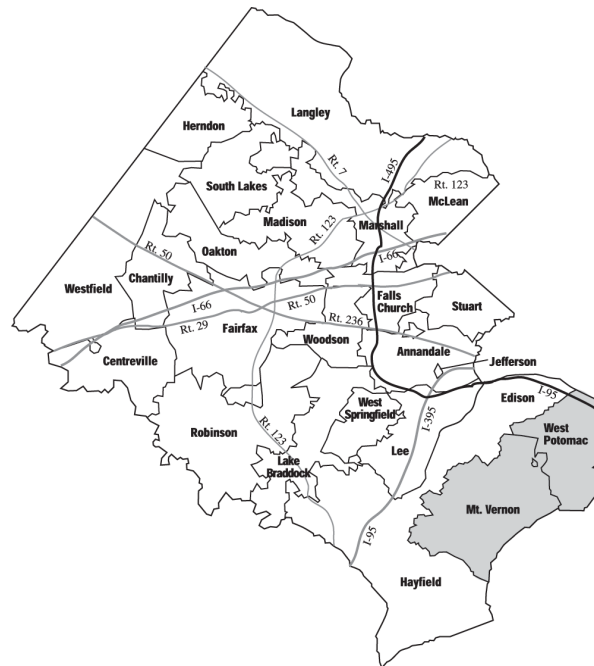 Langley
Herndon
Rt. 7
I-495
South Lakes
Rt. 123
McLean
Madison
Rt. 123
Marshall
Rt. 50
Oakton
I-66
Chantilly
Westfield
I-66
Rt. 50
Falls
Church
Stuart
Rt. 29
Fairfax
Rt. 236
Woodson
Annandale
Centreville
Jefferson
West
Springfield
Edison
I-95
I-395
Robinson
Rt. 123
West
Potomac
Lee
Lake
Braddock
Mt. Vernon
I-95
Hayfield